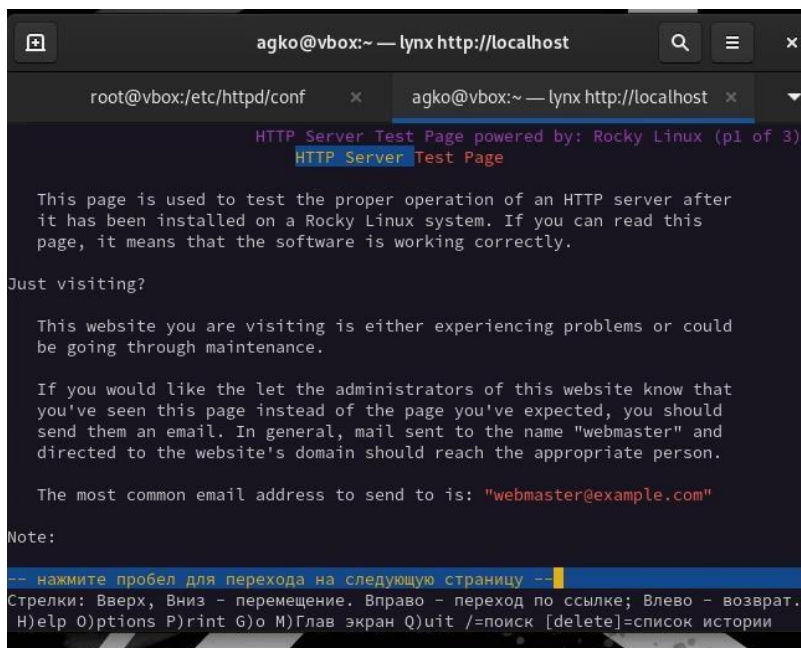 agko@vbox:~ — lynx http://localhost
root@vbox:/etc/httpd/conf × agko@vbox:~ — lynx http://localhost ×
HTTP Server Test Page powered by: Rocky Linux (p1 of 3)
HTTP Server Test Page
This page is used to test the proper operation of an HTTP server after
it has been installed on a Rocky Linux system. If you can read this
page, it means that the software is working correctly.
Just visiting?
This website you are visiting is either experiencing problems or could
be going through maintenance.
If you would like the let the administrators of this website know that
you've seen this page instead of the page you've expected, you should
send them an email. In general, mail sent to the name "webmaster" and
directed to the website's domain should reach the appropriate person.
The most common email address to send to is: "webmaster@example.com"
Note:
-- нажмите пробел для перехода на следующую страницу --
Стрелки: Вверх, Вниз - перемещение. Вправо - переход по ссылке; Влево - возврат.
H)elp O)ptions P)rint G)o M)Глав экран Q)uit /=поиск [delete]=список истории